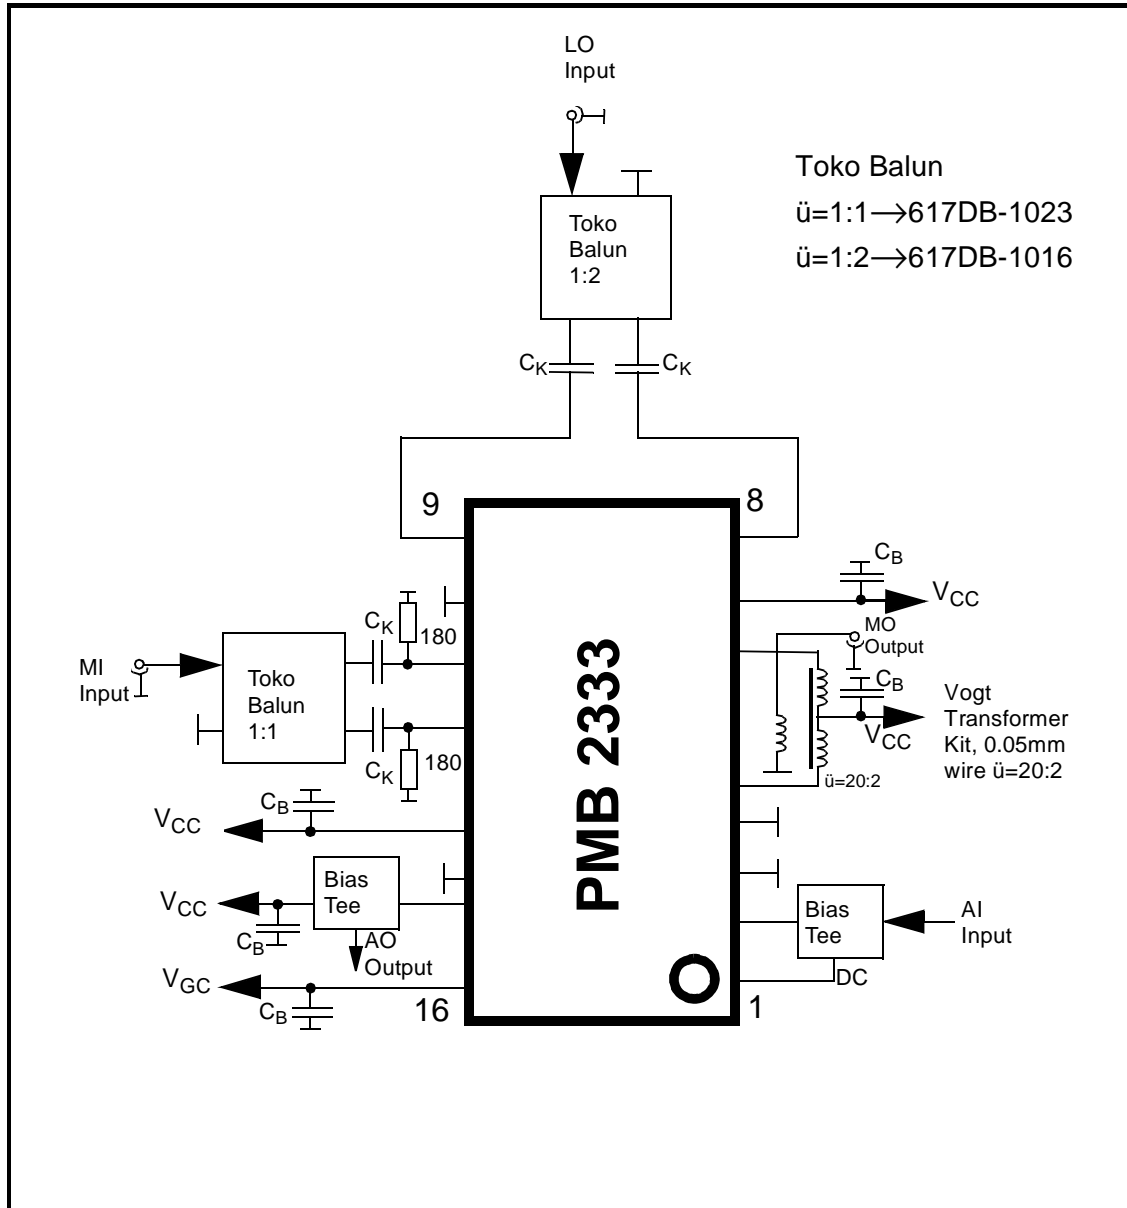 LO
Input
Toko Balun
ü=1:1→617DB-1023
ü=1:2→617DB-1016
Toko
Balun
1:2
CK
CK
9
8
CB
VCC
MO
Output
CK
180
MI
Input
Toko
Balun
1:1
CB
VCC
Vogt
Transformer
Kit, 0.05mm
wire ü=20:2
CK
180
ü=20:2
PMB 2333
CB
VCC
Bias
Tee
VCC
CB
AO
Output
Bias
Tee
AI
Input
DC
VGC
CB
16
1